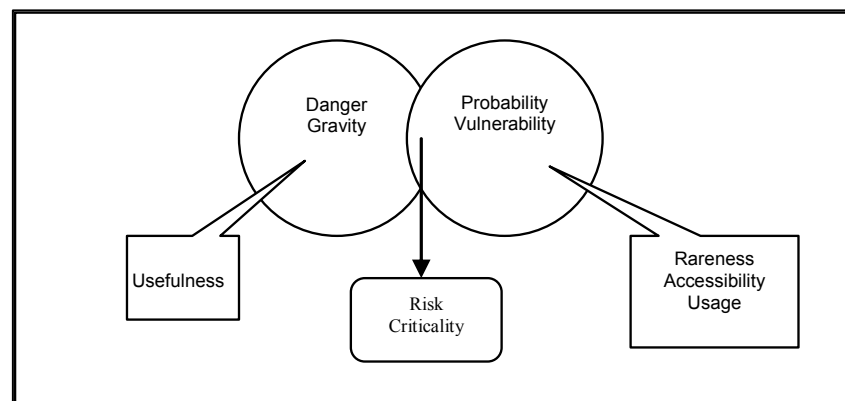 Danger
Gravity
Probability
Vulnerability
Usefulness
Risk
Criticality
Rareness
Accessibility
Usage